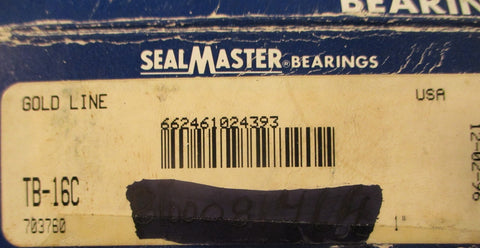 BEARIN
SEALMASTER® BEARINGS
GOLD LINE
USA
662461024393
12-02-96
TB-16C
703760
1"